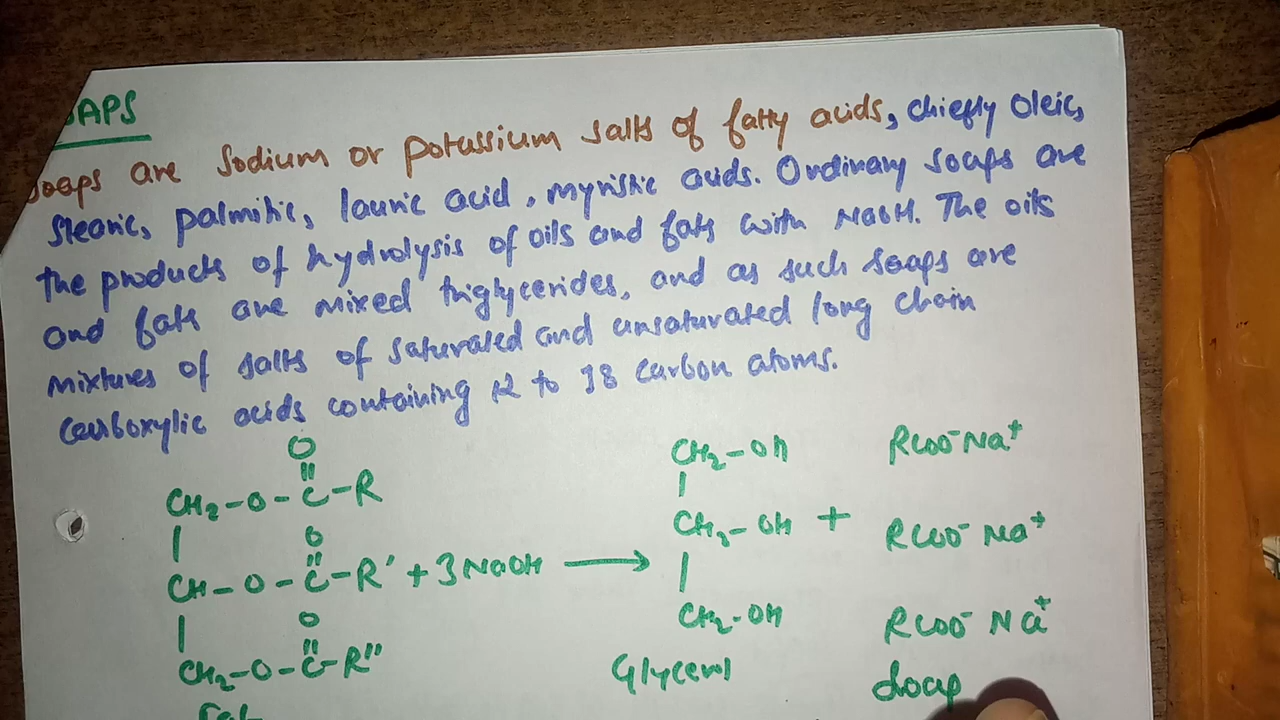 SOAPS
Soaps are Sodium or potassium salts of fatty acids, chiefly Oleic,
stearic, palmitic, lauric acid, myristic acids. Ordinary soaps are
the products of hydrolysis of oils and fats with NaOH. The oils
and fats are mixed triglycerides, and as such soaps are
mixtures of salts of saturated and unsaturated long chain
carboxylic acids containing 12 to 18 carbon atoms.
O
CH₂-O-C-R
CH₂-OH
RCOO⁻Na⁺
O
CH-O-C-R' + 3NaOH ⟶ CH₂-OH + RCOO⁻Na⁺
O
CH₂-O-C-R''
CH₂-OH
RCOO⁻Na⁺
Fat
Glycerol
Soap